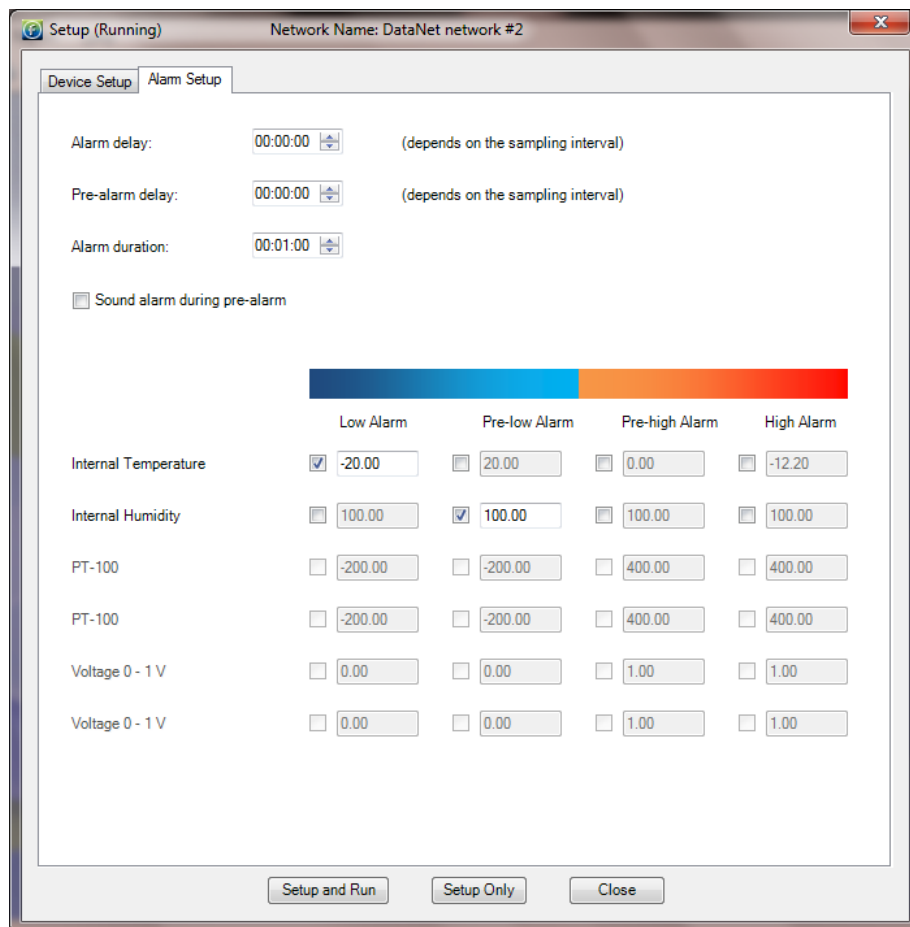 Setup (Running) Network Name: DataNet network #2
Device Setup Alarm Setup
Alarm delay: 00:00:00 (depends on the sampling interval)
Pre-alarm delay: 00:00:00 (depends on the sampling interval)
Alarm duration: 00:01:00
Sound alarm during pre-alarm
Low Alarm Pre-low Alarm Pre-high Alarm High Alarm
Internal Temperature -20.00 20.00 0.00 -12.20
Internal Humidity 100.00 100.00 100.00 100.00
PT-100 -200.00 -200.00 400.00 400.00
PT-100 -200.00 -200.00 400.00 400.00
Voltage 0 - 1 V 0.00 0.00 1.00 1.00
Voltage 0 - 1 V 0.00 0.00 1.00 1.00
Setup and Run Setup Only Close